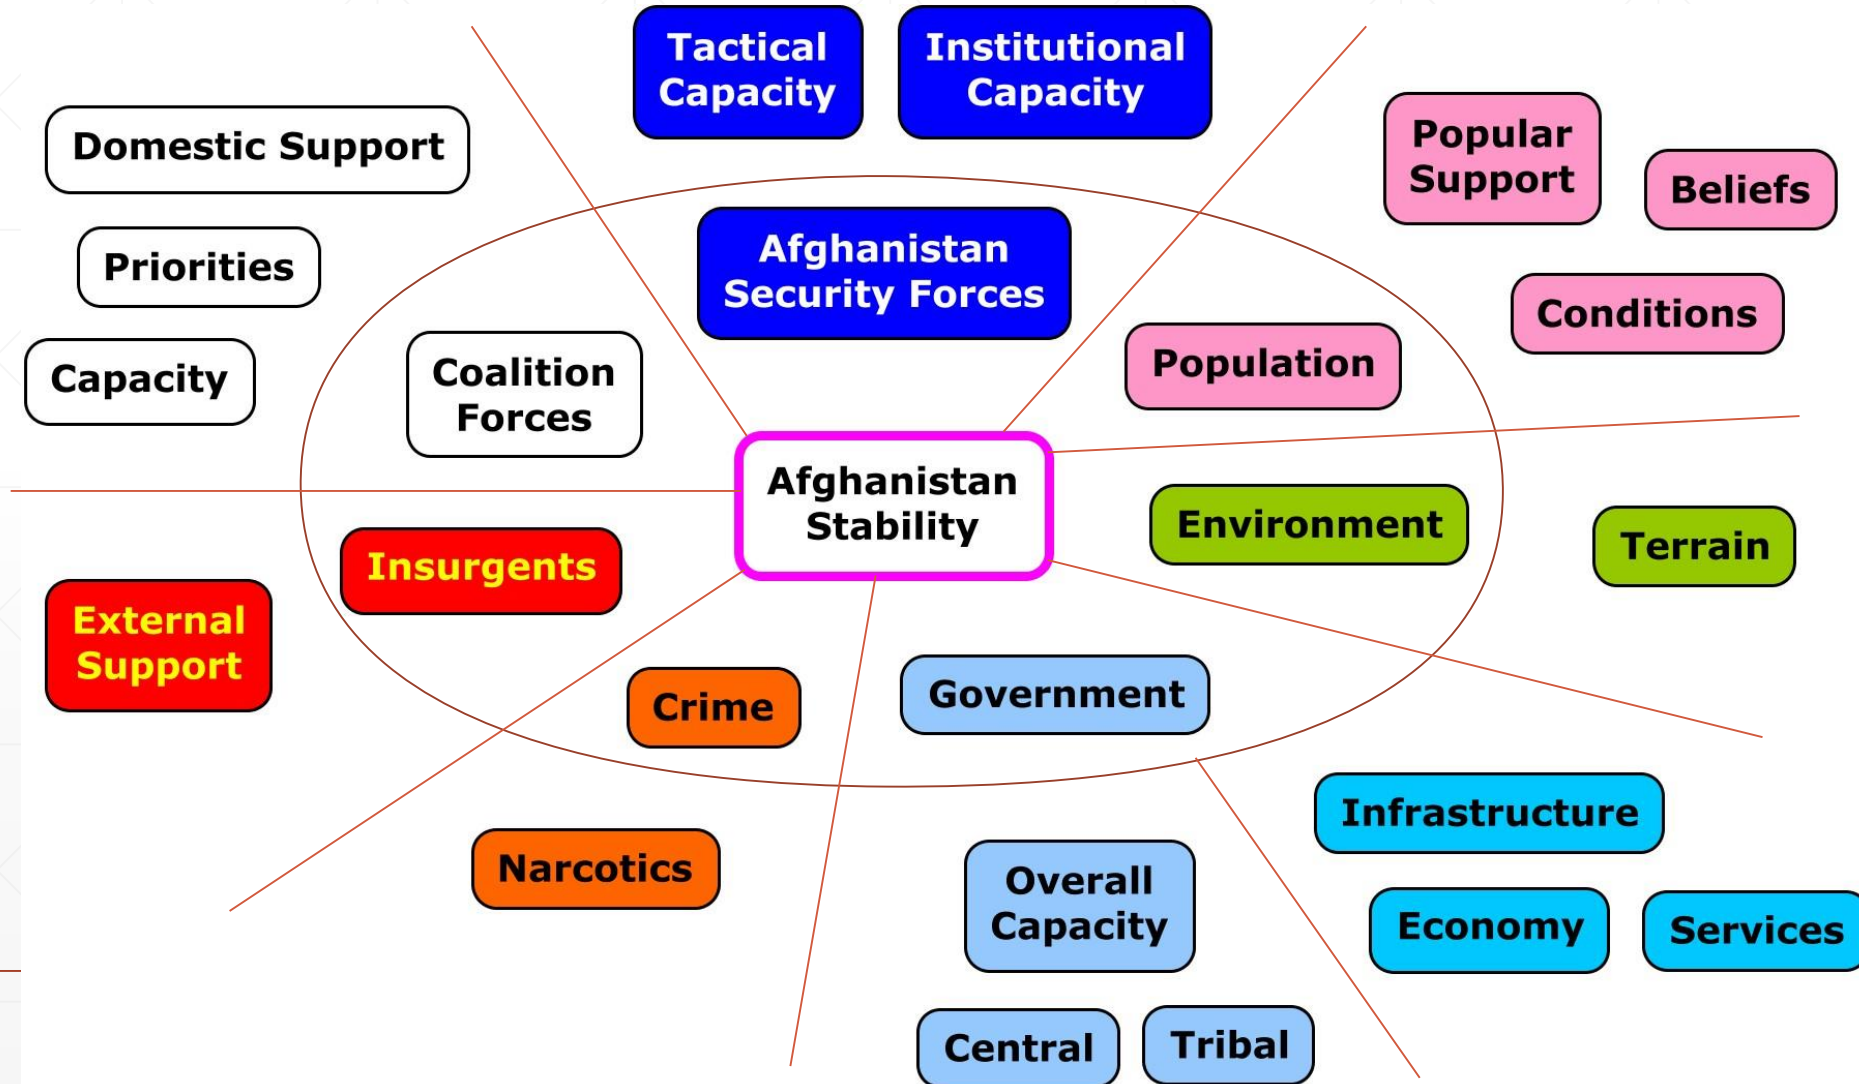 Tactical
Capacity
Institutional
Capacity
Domestic Support
Popular
Support
Beliefs
Priorities
Afghanistan
Security Forces
Conditions
Capacity
Coalition
Forces
Population
Afghanistan
Stability
Environment
Terrain
Insurgents
External
Support
Crime
Government
Infrastructure
Narcotics
Overall
Capacity
Economy
Services
Central
Tribal